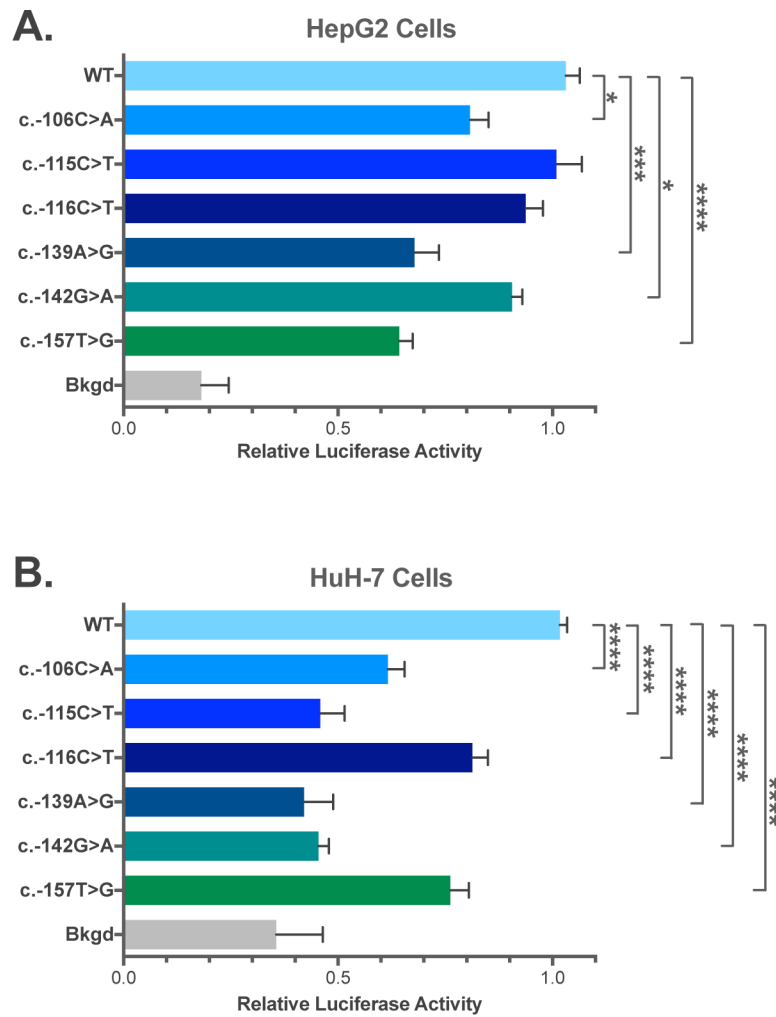 A.
HepG2 Cells
WT
c.-106C>A
c.-115C>T
c.-116C>T
c.-139A>G
c.-142G>A
c.-157T>G
Bkgd
*
***
*
****
0.0
0.5
1.0
Relative Luciferase Activity
B.
HuH-7 Cells
WT
c.-106C>A
c.-115C>T
c.-116C>T
c.-139A>G
c.-142G>A
c.-157T>G
Bkgd
****
****
****
****
****
****
0.0
0.5
1.0
Relative Luciferase Activity